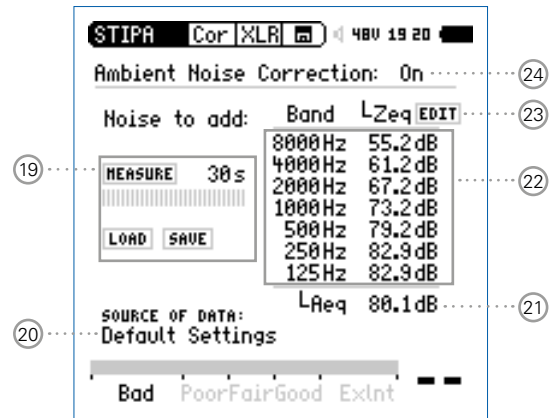 STIPA Cor XLR 48V 19 20
Ambient Noise Correction: On 24
Noise to add: Band LZeq EDIT 23
8000Hz 55.2dB
19 MEASURE 30s 4000Hz 61.2dB
2000Hz 67.2dB 22
1000Hz 73.2dB
LOAD SAVE 500Hz 79.2dB
250Hz 82.9dB
125Hz 82.9dB
LAeq 80.1dB 21
SOURCE OF DATA:
20 Default Settings
Bad Poor Fair Good Exlnt --